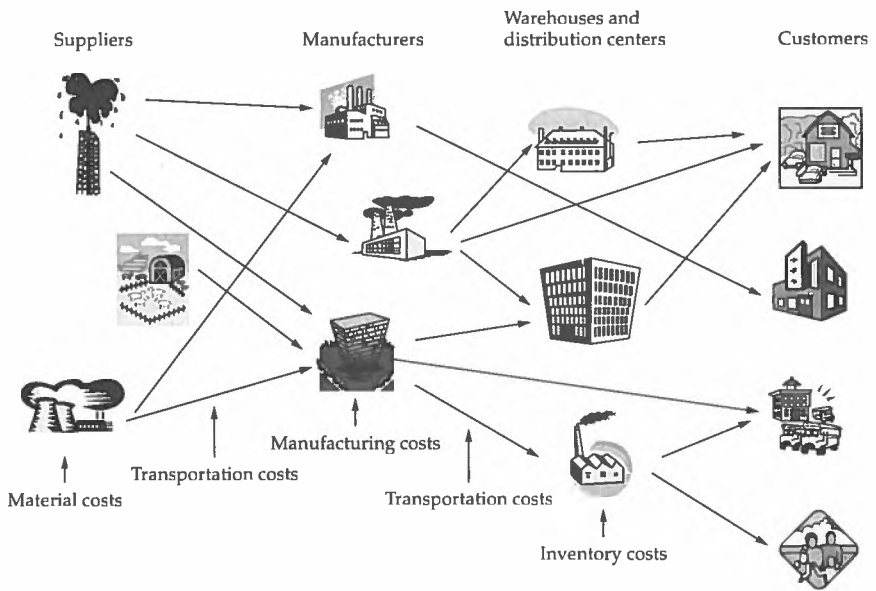 Suppliers
Manufacturers
Warehouses and
distribution centers
Customers
Manufacturing costs
Transportation costs
Material costs
Transportation costs
Inventory costs